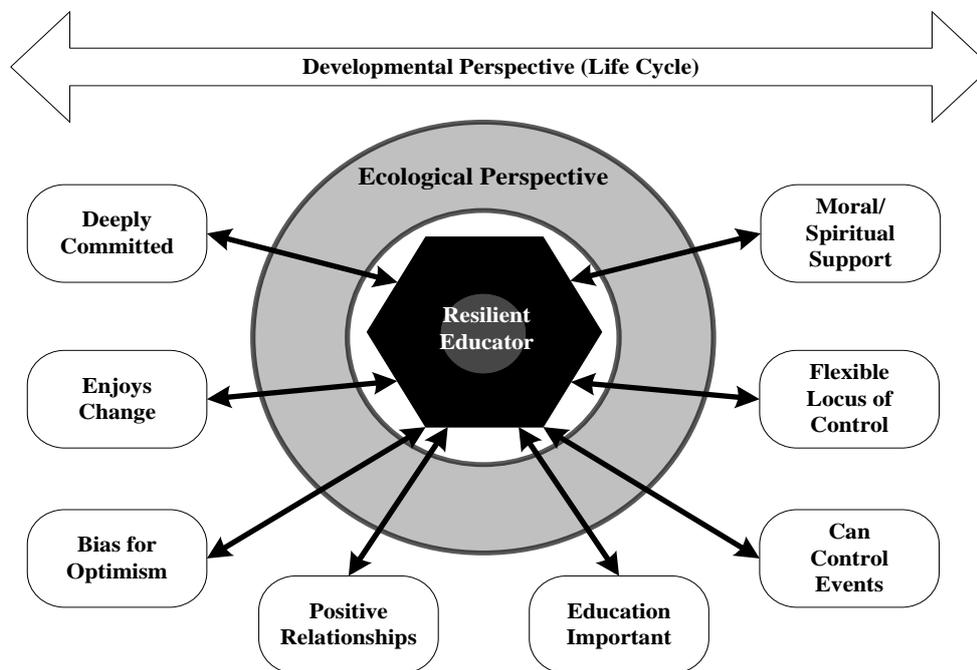 Developmental Perspective (Life Cycle)
Ecological Perspective
Deeply
Committed
Moral/
Spiritual
Support
Resilient
Educator
Enjoys
Change
Flexible
Locus of
Control
Bias for
Optimism
Can
Control
Events
Positive
Relationships
Education
Important